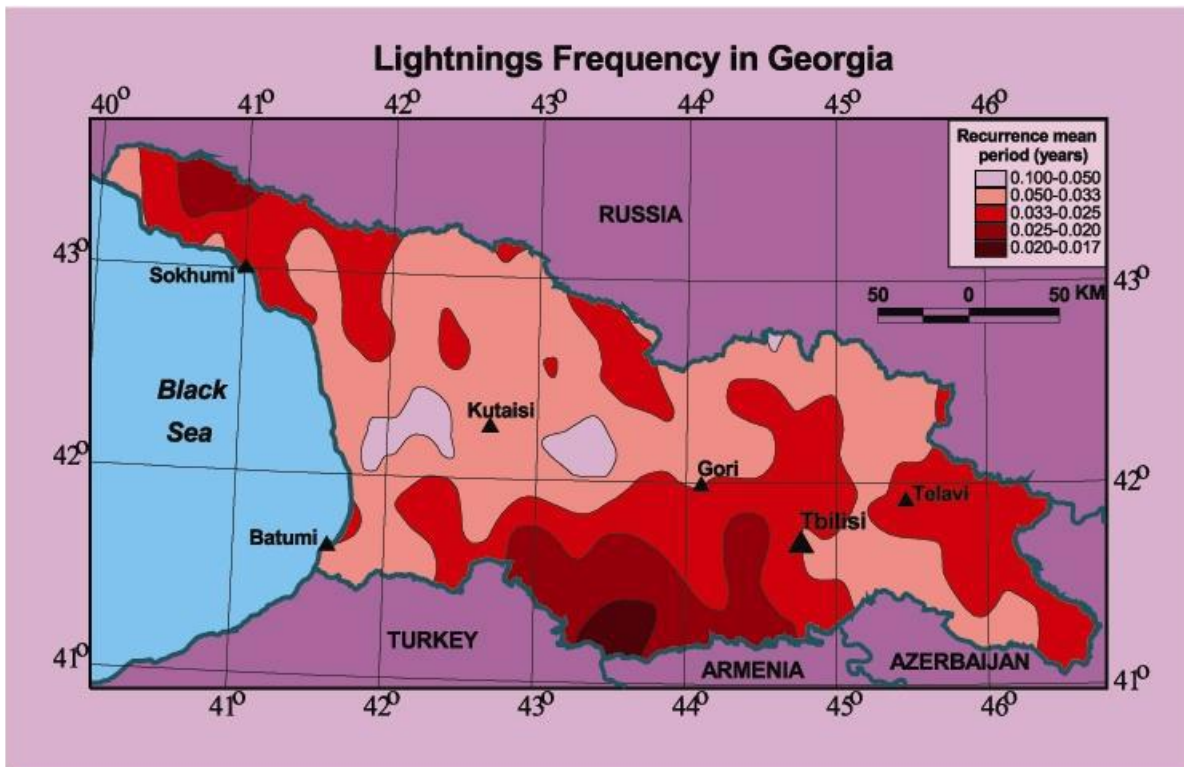 Lightnings Frequency in Georgia
40° 41° 42° 43° 44° 45° 46°
Recurrence mean
period (years)
0.100-0.050
0.050-0.033
0.033-0.025
0.025-0.020
0.020-0.017
RUSSIA
43° 43°
Sokhumi
50 0 50 KM
Black
Sea
Kutaisi
42° 42°
Gori
Telavi
Tbilisi
Batumi
TURKEY
ARMENIA
AZERBAIJAN
41° 41°
41° 42° 43° 44° 45° 46°